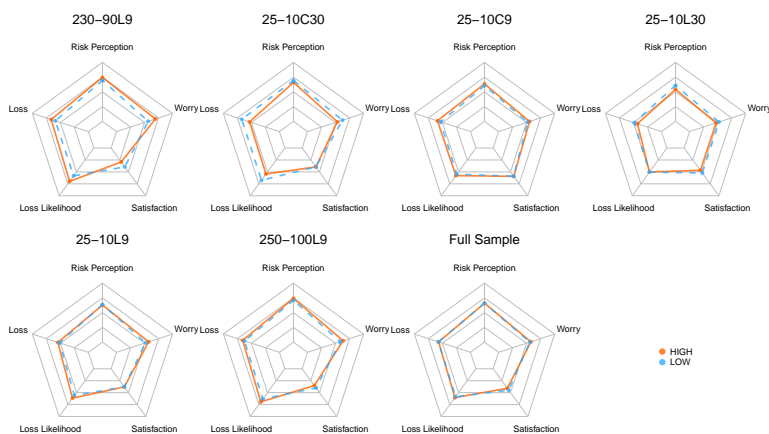 230−90L9
25−10C30
25−10C9
25−10L30
Risk Perception
Risk Perception
Risk Perception
Risk Perception
Loss
Worry
Loss
Worry
Loss
Worry
Loss
Worry
Loss Likelihood
Satisfaction
Loss Likelihood
Satisfaction
Loss Likelihood
Satisfaction
Loss Likelihood
Satisfaction
25−10L9
250−100L9
Full Sample
Risk Perception
Risk Perception
Risk Perception
Loss
Worry
Loss
Worry
Loss
Worry
Loss Likelihood
Satisfaction
Loss Likelihood
Satisfaction
Loss Likelihood
Satisfaction
HIGH
LOW